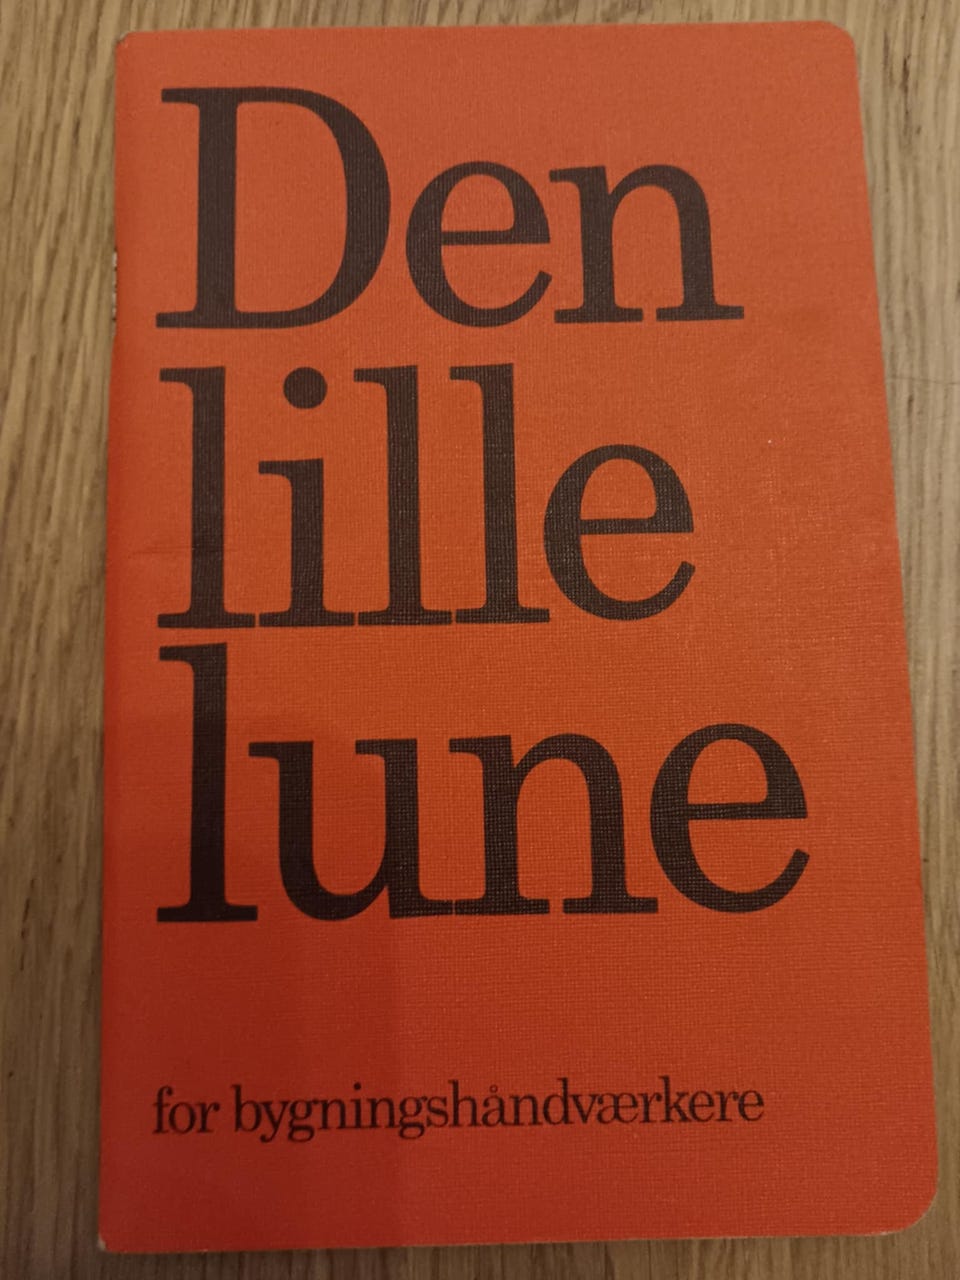 Den
lille
lune
for bygningshåndværkere